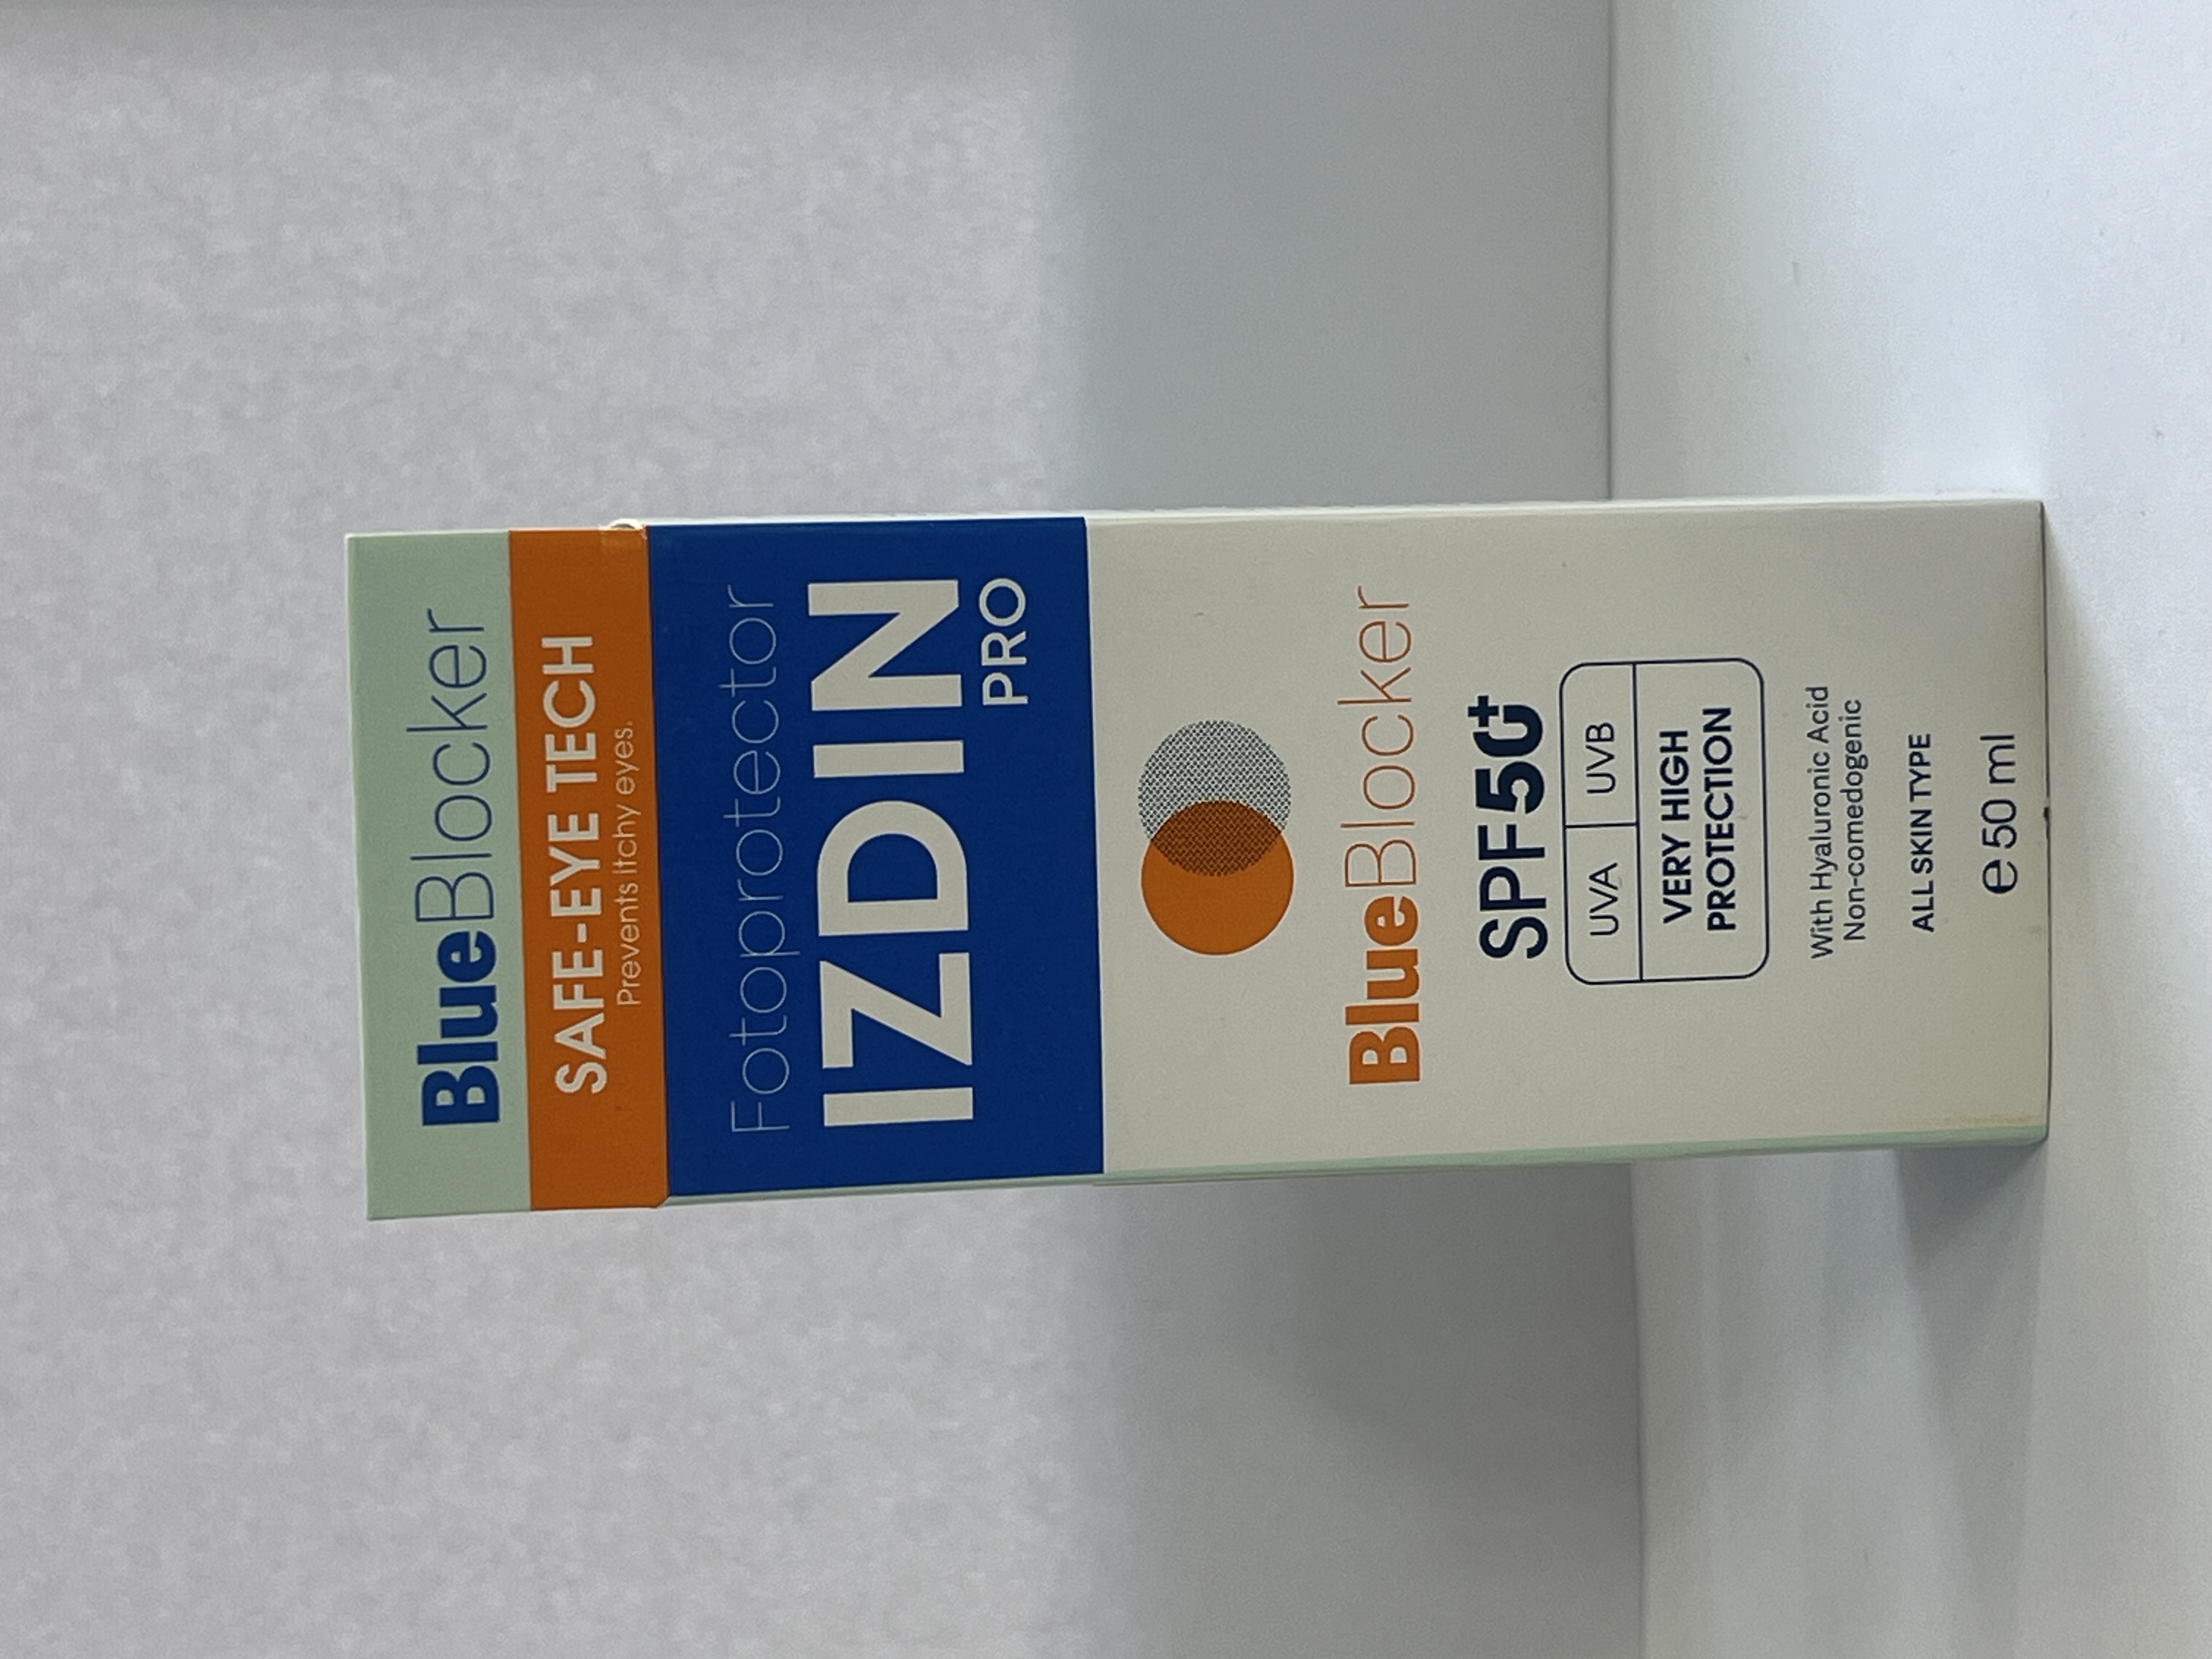 BlueBlocker
SAFE-EYE TECH
Prevents itchy eyes.
Fotoprotector
IZDIN
PRO
BlueBlocker
SPF50+
UVA UVB
VERY HIGH
PROTECTION
With Hyaluronic Acid
Non-comedogenic
ALL SKIN TYPE
e 50 ml